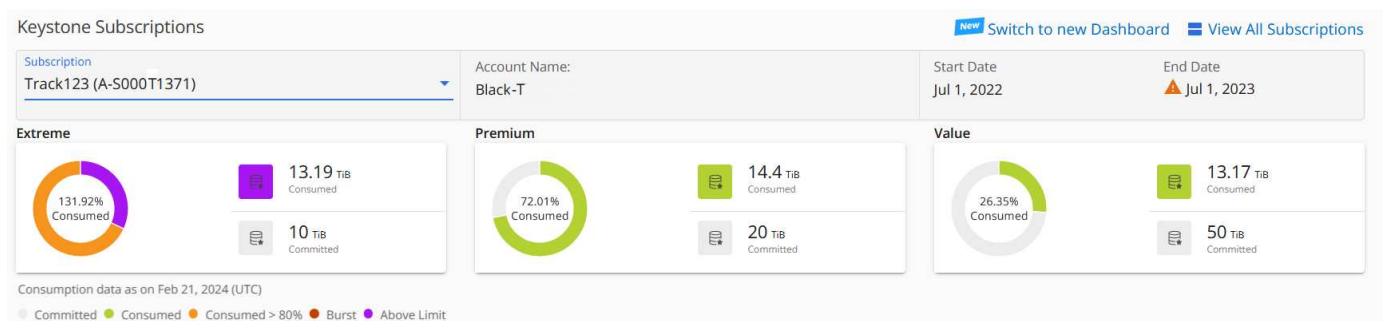 Keystone Subscriptions
New Switch to new Dashboard View All Subscriptions
Subscription
Track123 (A-S000T1371)
Account Name:
Black-T
Start Date
Jul 1, 2022
End Date
Jul 1, 2023
Extreme
131.92%
Consumed
13.19 TiB
Consumed
10 TiB
Committed
Premium
72.01%
Consumed
14.4 TiB
Consumed
20 TiB
Committed
Value
26.35%
Consumed
13.17 TiB
Consumed
50 TiB
Committed
Consumption data as on Feb 21, 2024 (UTC)
Committed Consumed Consumed > 80% Burst Above Limit